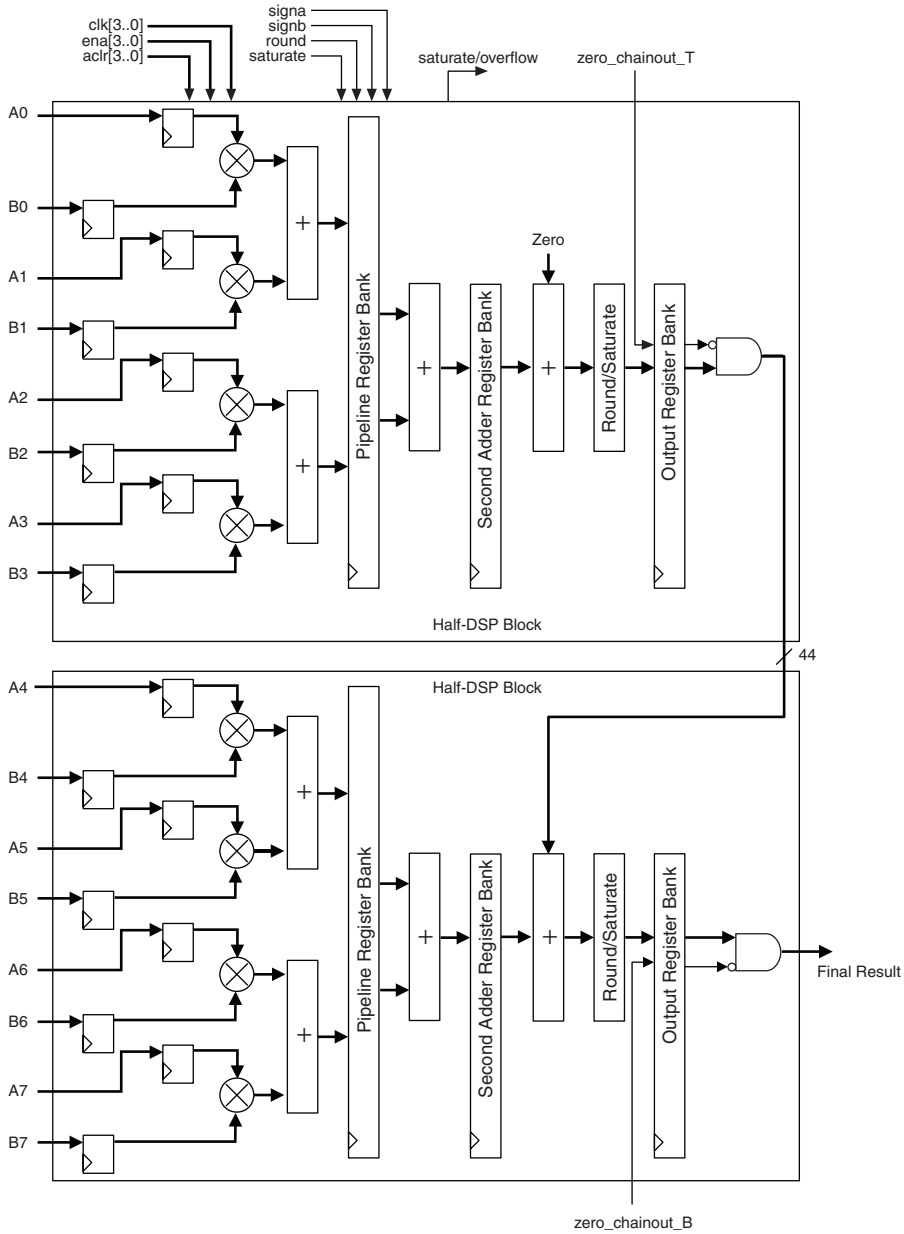 clk[3..0]
ena[3..0]
aclr[3..0]
signa
signb
round
saturate
saturate/overflow
zero_chainout_T
A0
B0
A1
B1
A2
B2
A3
B3
+
+
Pipeline Register Bank
+
Second Adder Register Bank
Zero
+
Round/Saturate
Output Register Bank
Half-DSP Block
44
Half-DSP Block
A4
B4
A5
B5
A6
B6
A7
B7
+
+
Pipeline Register Bank
+
Second Adder Register Bank
+
Round/Saturate
Output Register Bank
Final Result
zero_chainout_B